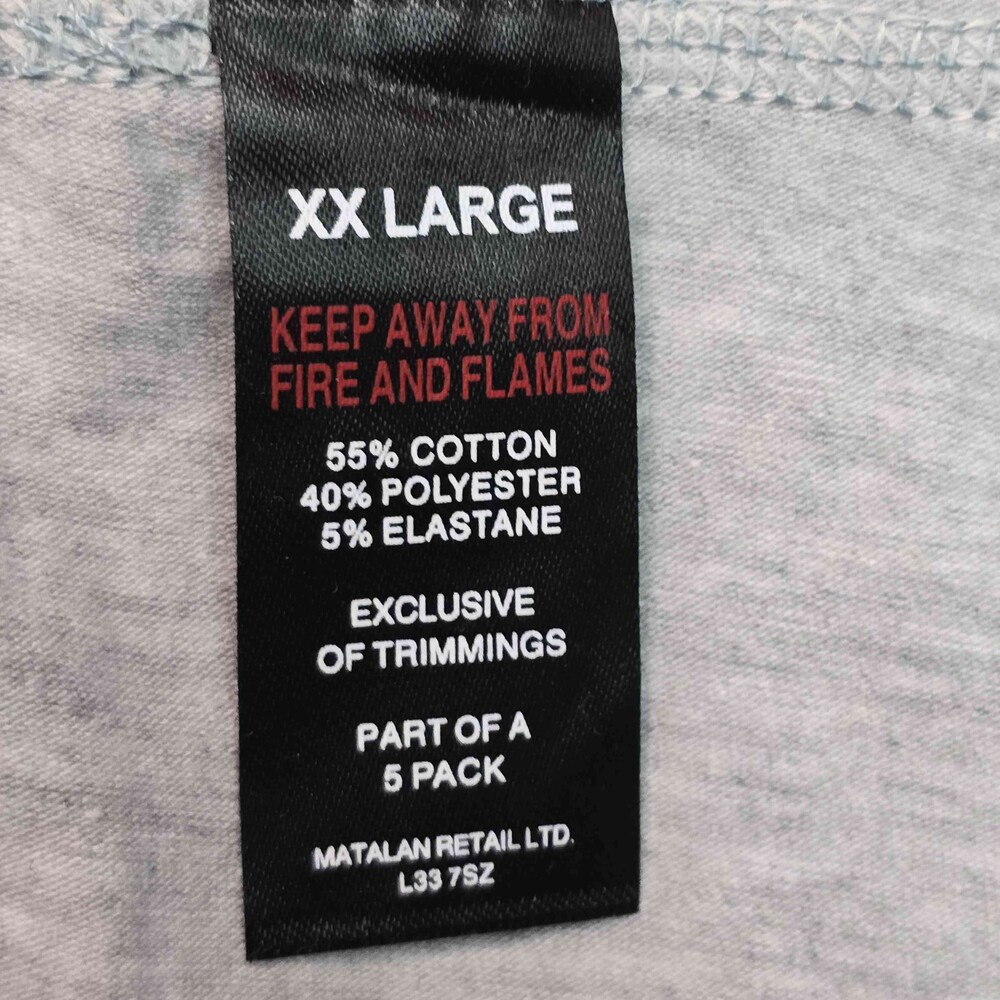 XX LARGE
KEEP AWAY FROM
FIRE AND FLAMES
55% COTTON
40% POLYESTER
5% ELASTANE
EXCLUSIVE
OF TRIMMINGS
PART OF A
5 PACK
MATALAN RETAIL LTD.
L33 7SZ